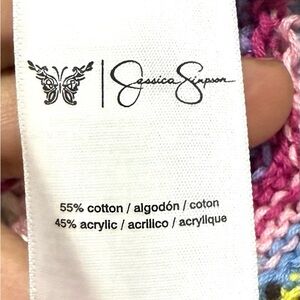 Jessica Simpson
55% cotton / algodón / coton
45% acrylic / acrílico / acrylique